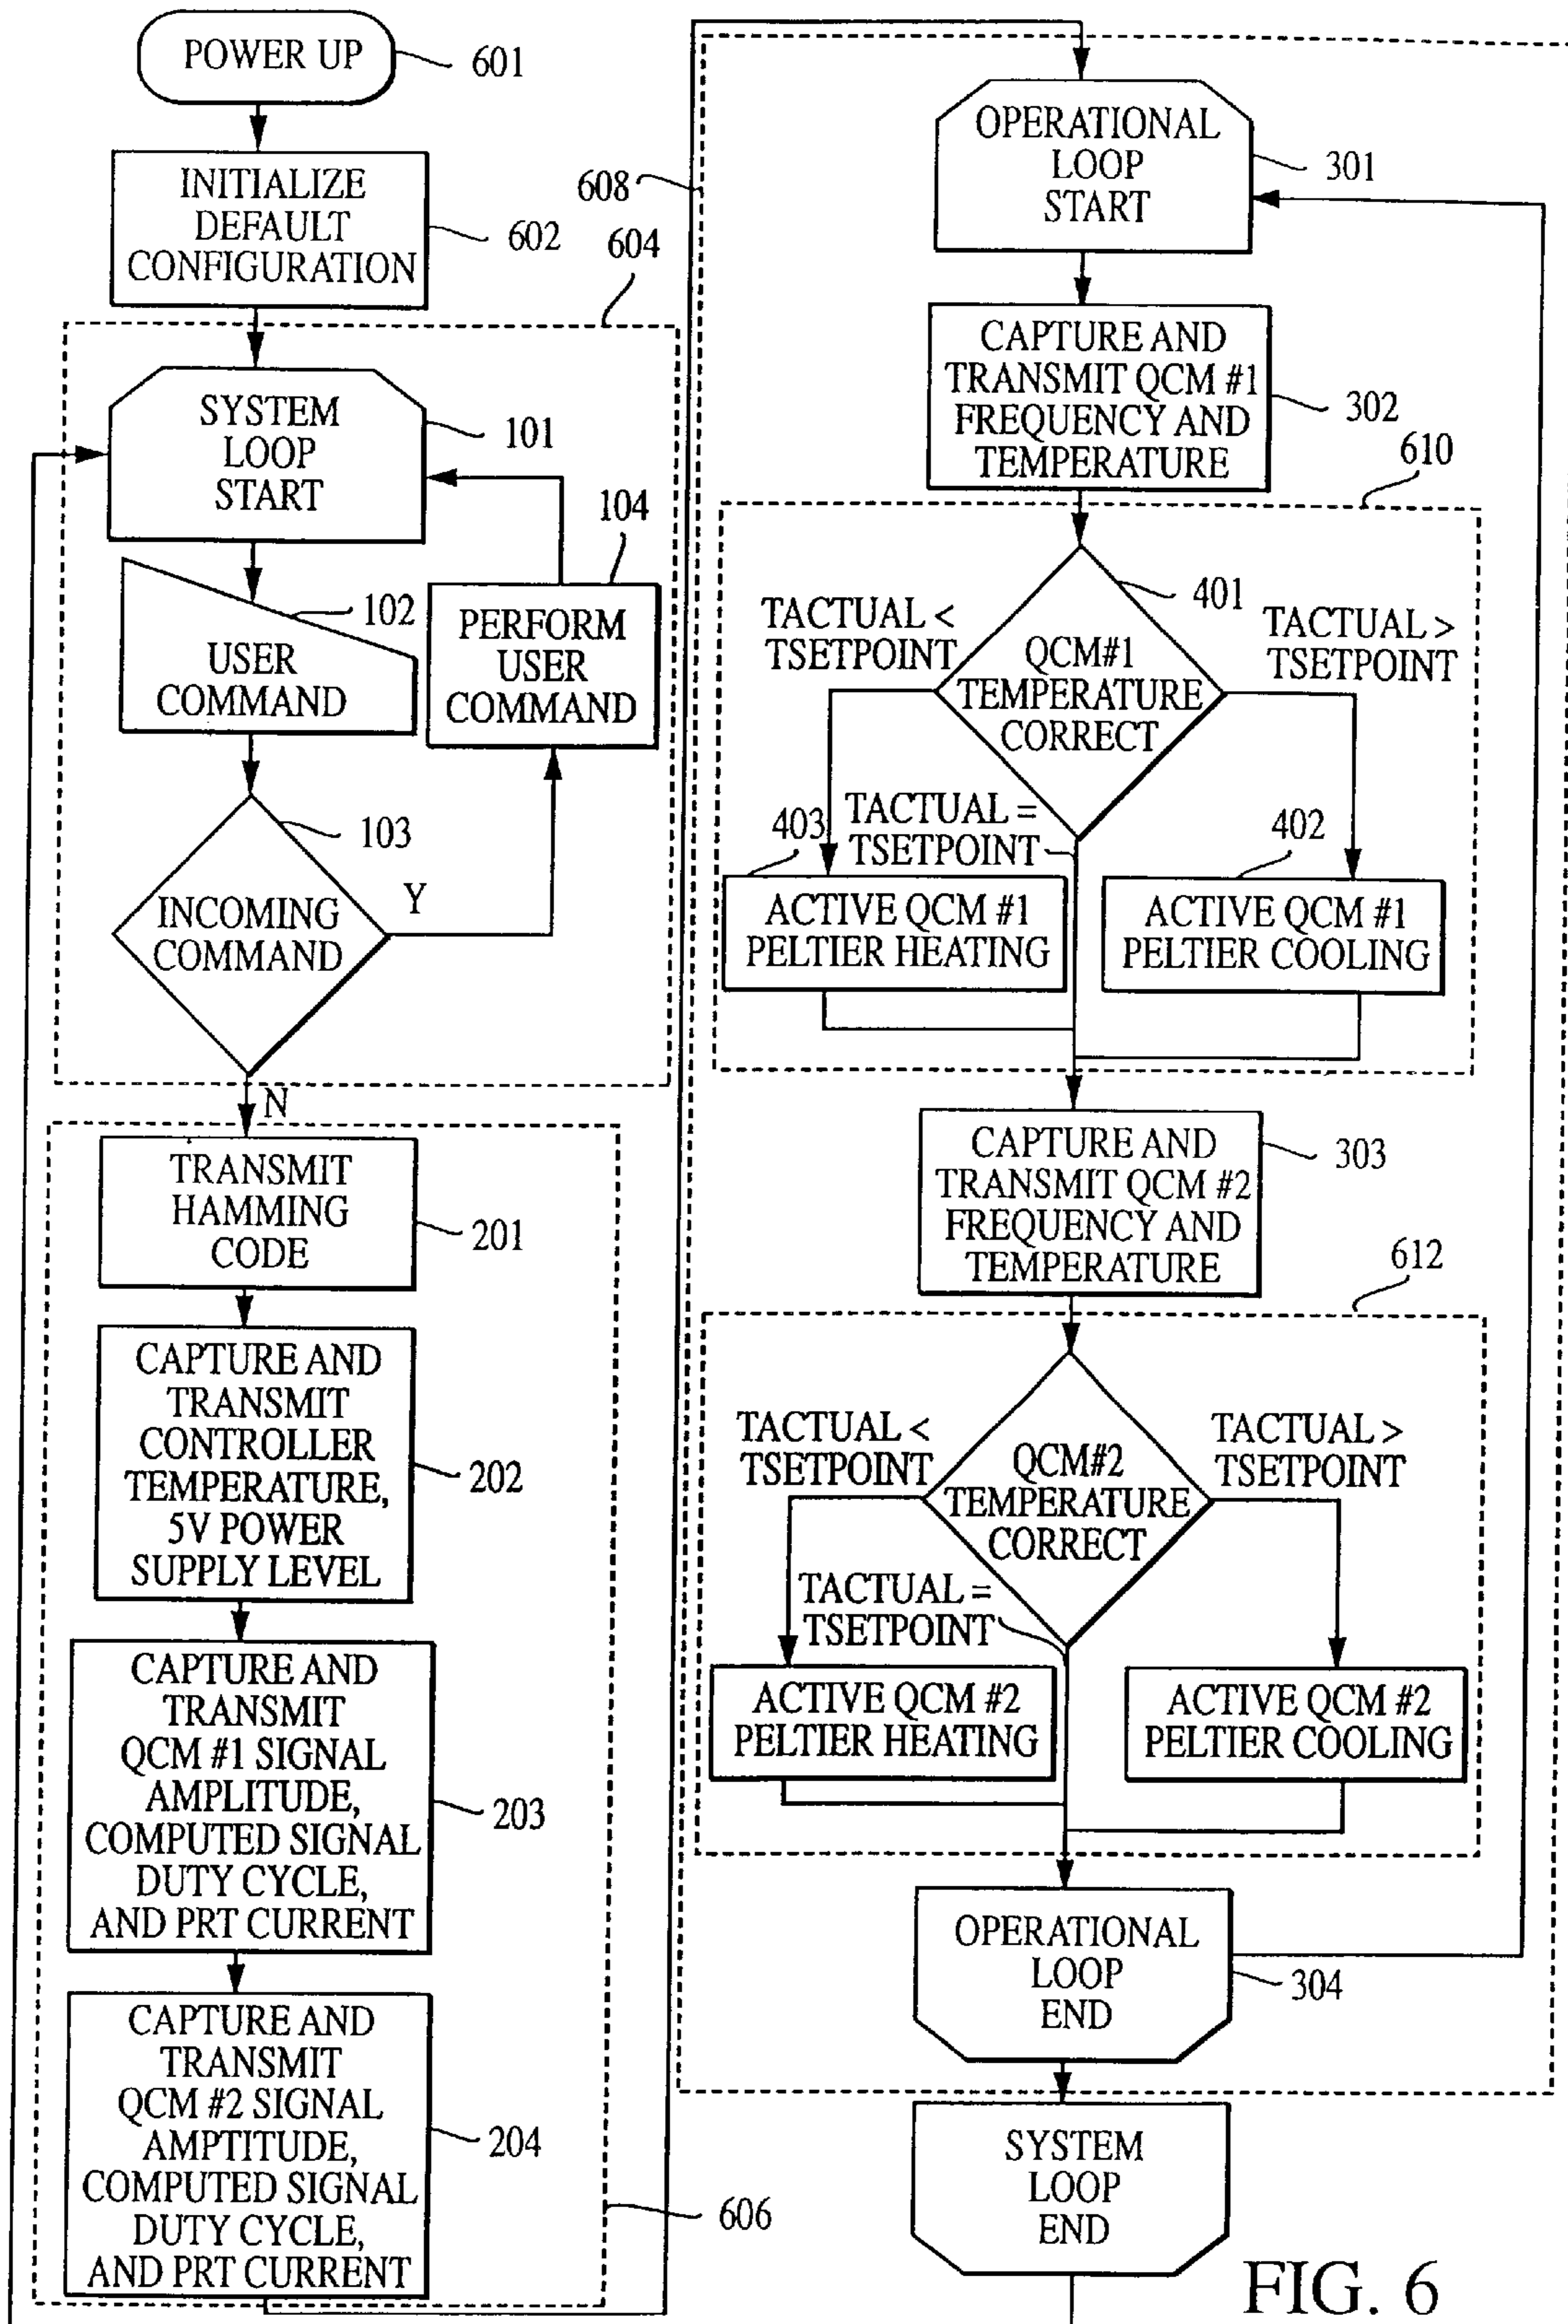 POWER UP
601
INITIALIZE
DEFAULT
CONFIGURATION
602
604
SYSTEM
LOOP
START
101
102
USER
COMMAND
104
PERFORM
USER
COMMAND
103
INCOMING
COMMAND
Y
N
TRANSMIT
HAMMING
CODE
201
CAPTURE AND
TRANSMIT
CONTROLLER
TEMPERATURE,
5V POWER
SUPPLY LEVEL
202
CAPTURE AND
TRANSMIT
QCM #1 SIGNAL
AMPLITUDE,
COMPUTED SIGNAL
DUTY CYCLE,
AND PRT CURRENT
203
CAPTURE AND
TRANSMIT
QCM #2 SIGNAL
AMPTITUDE,
COMPUTED SIGNAL
DUTY CYCLE,
AND PRT CURRENT
204
606
608
OPERATIONAL
LOOP
START
301
CAPTURE AND
TRANSMIT QCM #1
FREQUENCY AND
TEMPERATURE
302
610
401
TACTUAL <
TSETPOINT
QCM#1
TEMPERATURE
CORRECT
TACTUAL >
TSETPOINT
TACTUAL =
TSETPOINT
403
402
ACTIVE QCM #1
PELTIER HEATING
ACTIVE QCM #1
PELTIER COOLING
CAPTURE AND
TRANSMIT QCM #2
FREQUENCY AND
TEMPERATURE
303
612
TACTUAL <
TSETPOINT
QCM#2
TEMPERATURE
CORRECT
TACTUAL >
TSETPOINT
TACTUAL =
TSETPOINT
ACTIVE QCM #2
PELTIER HEATING
ACTIVE QCM #2
PELTIER COOLING
OPERATIONAL
LOOP
END
304
SYSTEM
LOOP
END
FIG. 6